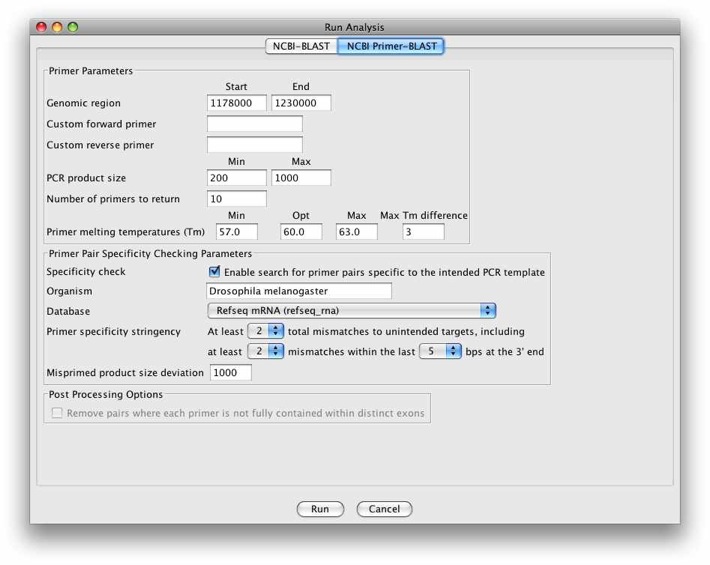 Run Analysis
NCBI-BLAST NCBI Primer-BLAST
Primer Parameters
Start End
Genomic region 1178000 1230000
Custom forward primer
Custom reverse primer
Min Max
PCR product size 200 1000
Number of primers to return 10
Min Opt Max Max Tm difference
Primer melting temperatures (Tm) 57.0 60.0 63.0 3
Primer Pair Specificity Checking Parameters
Specificity check Enable search for primer pairs specific to the intended PCR template
Organism Drosophila melanogaster
Database Refseq mRNA (refseq_rna)
Primer specificity stringency At least 2 total mismatches to unintended targets, including
at least 2 mismatches within the last 5 bps at the 3' end
Misprimed product size deviation 1000
Post Processing Options
Remove pairs where each primer is not fully contained within distinct exons
Run Cancel